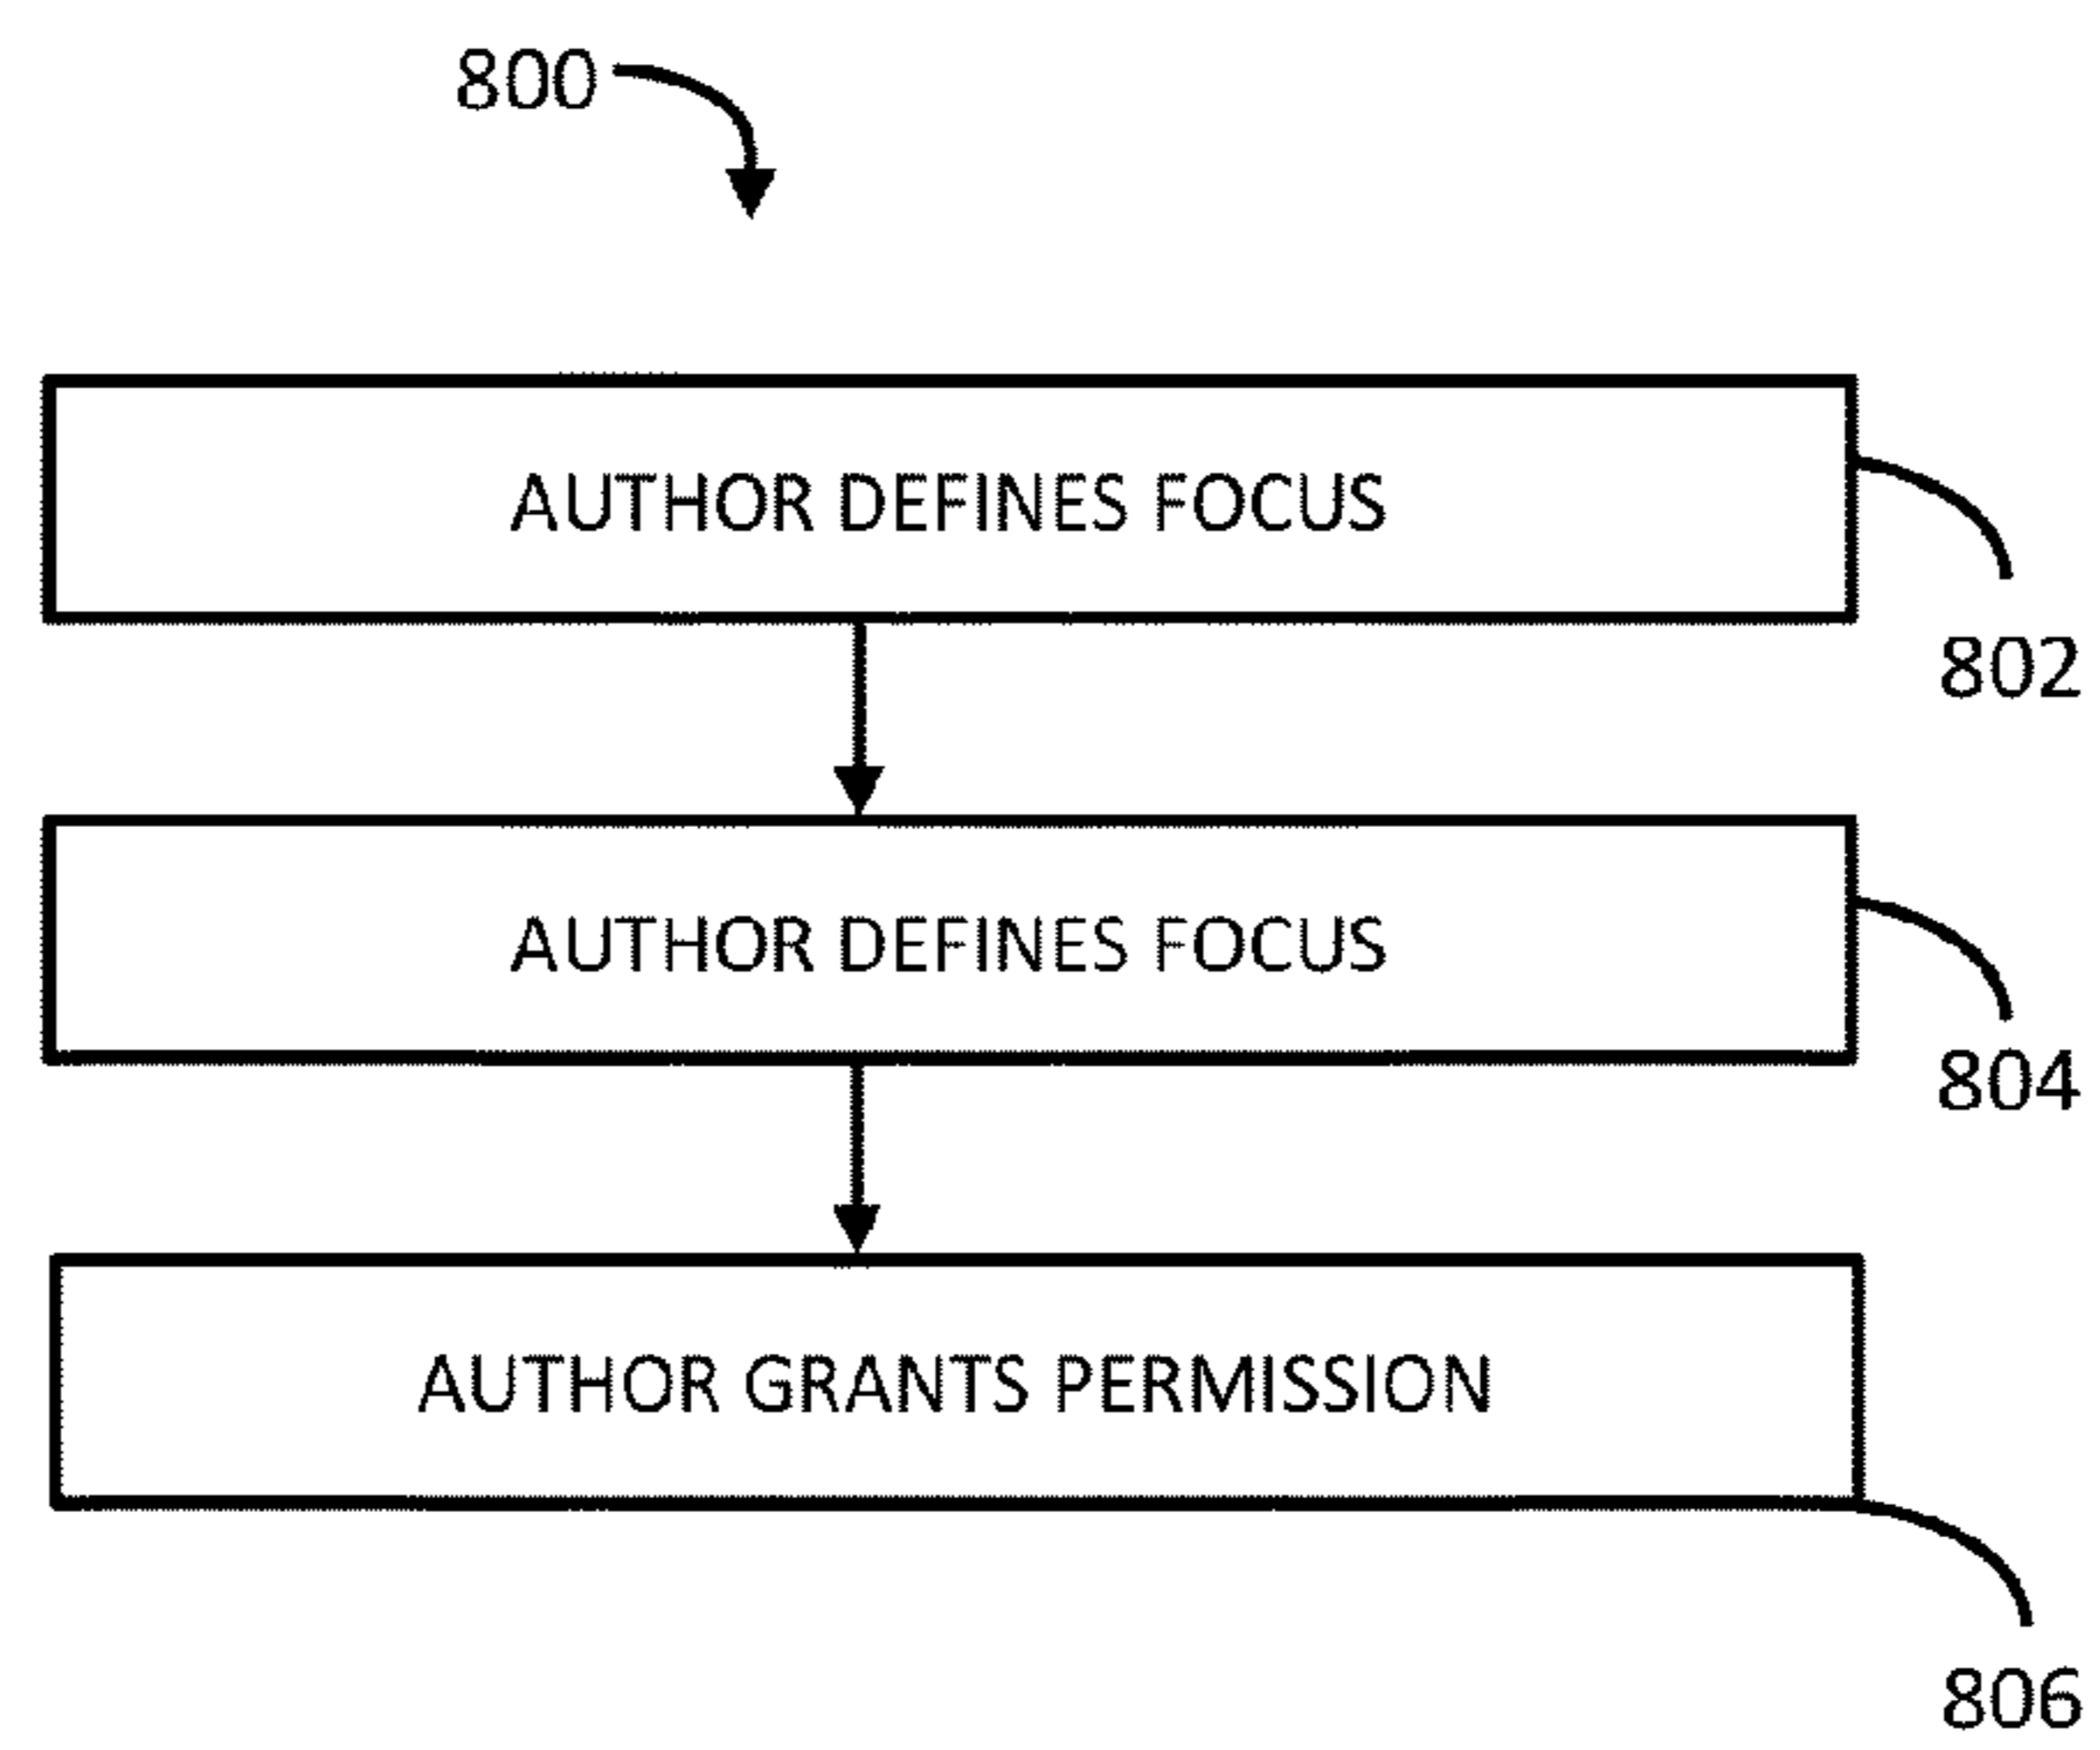 800
AUTHOR DEFINES FOCUS
802
AUTHOR DEFINES FOCUS
804
AUTHOR GRANTS PERMISSION
806